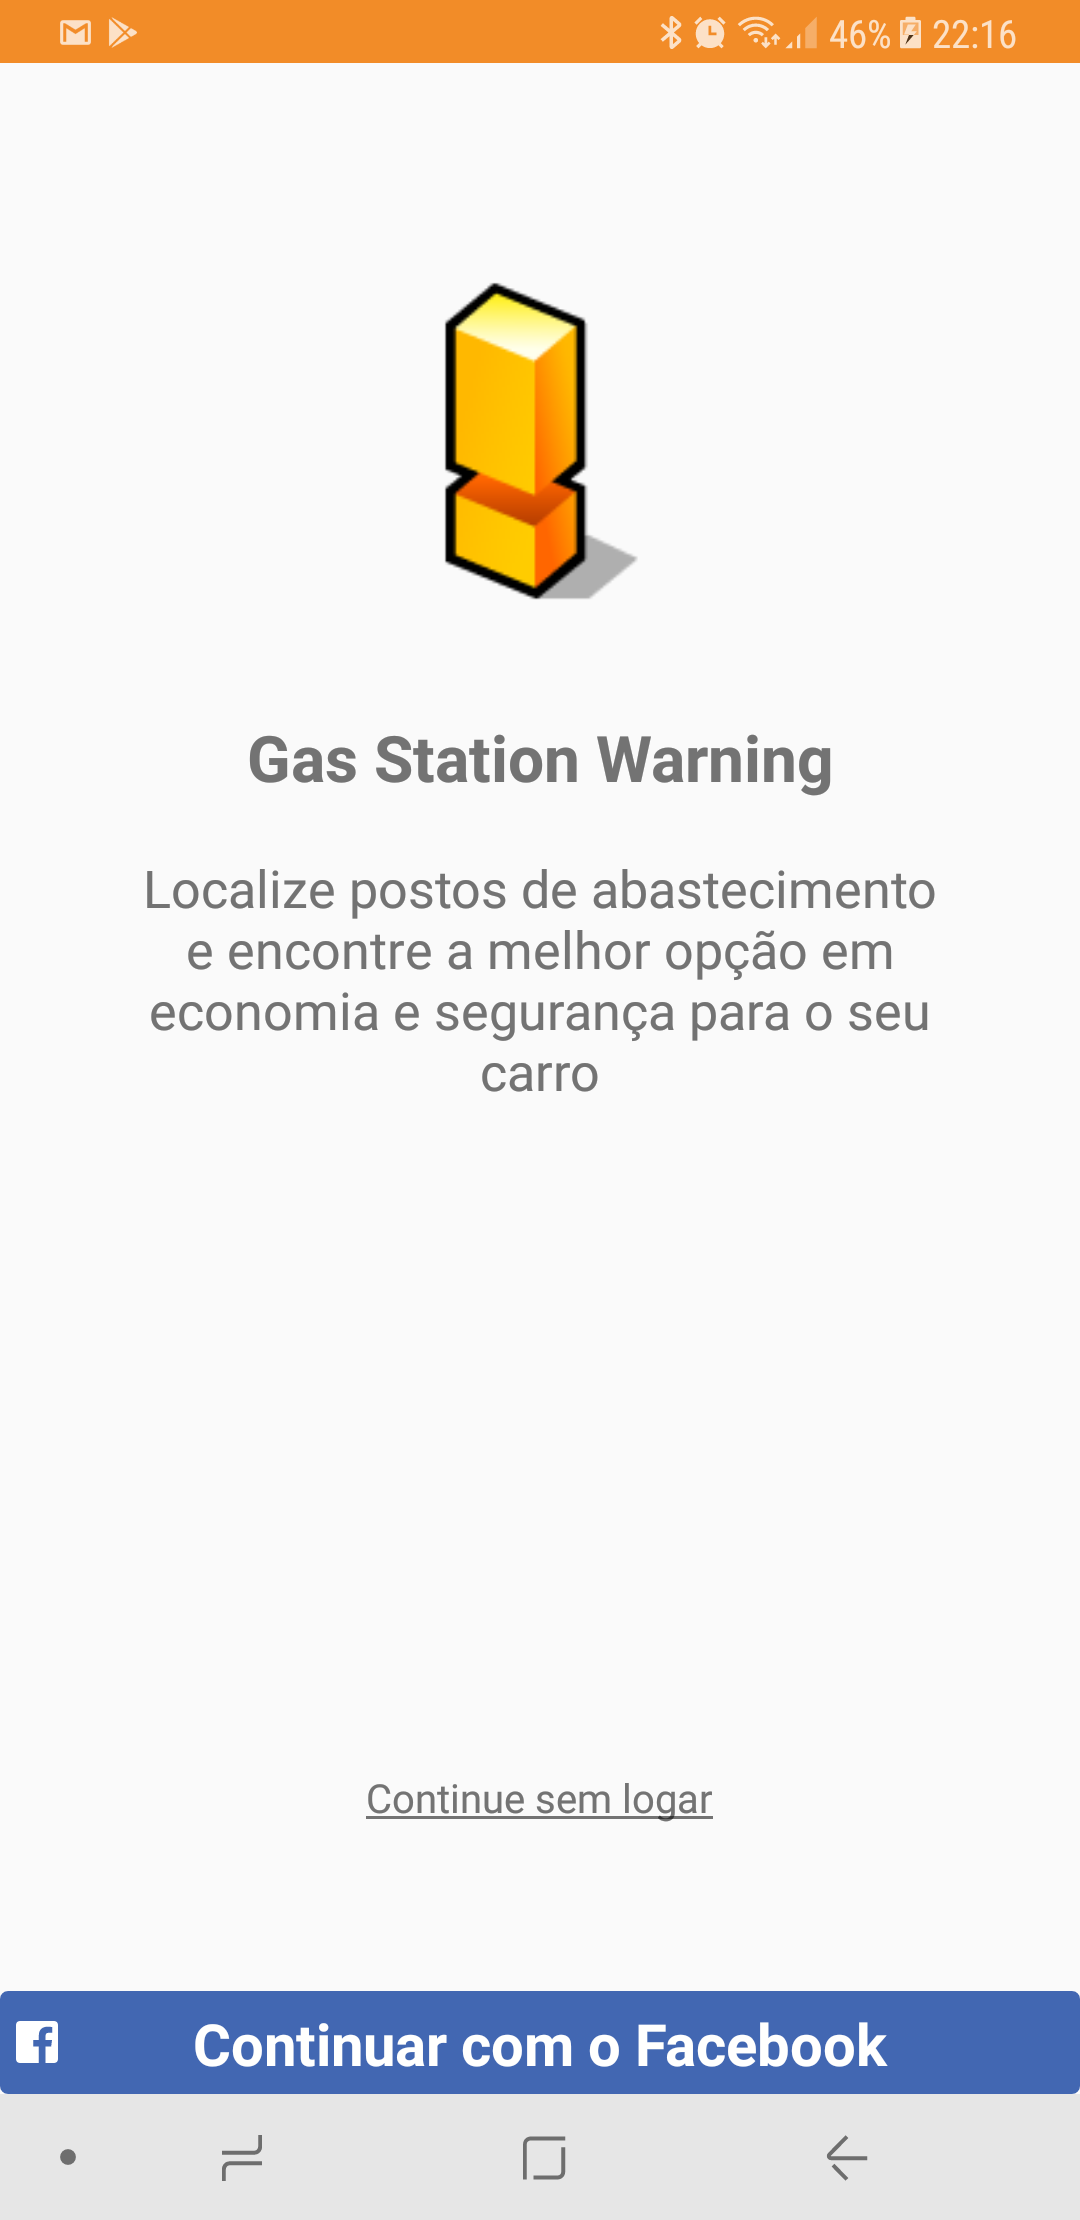 46% 22:16
Gas Station Warning
Localize postos de abastecimento
e encontre a melhor opção em
economia e segurança para o seu
carro
Continue sem logar
Continuar com o Facebook